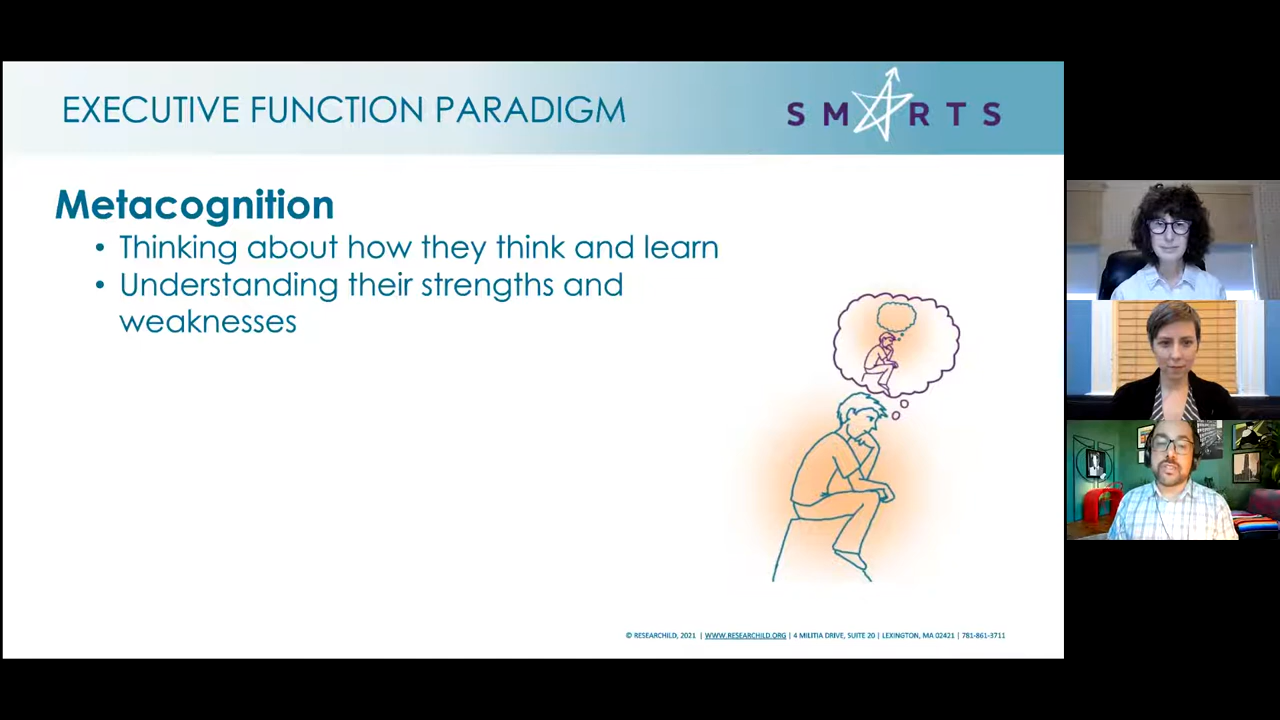 EXECUTIVE FUNCTION PARADIGM
SMARTS
Metacognition
• Thinking about how they think and learn
• Understanding their strengths and
weaknesses
© RESEARCHILD, 2021 | WWW.RESEARCHILD.ORG | 4 MILITIA DRIVE, SUITE 20 | LEXINGTON, MA 02421 | 781-861-3711